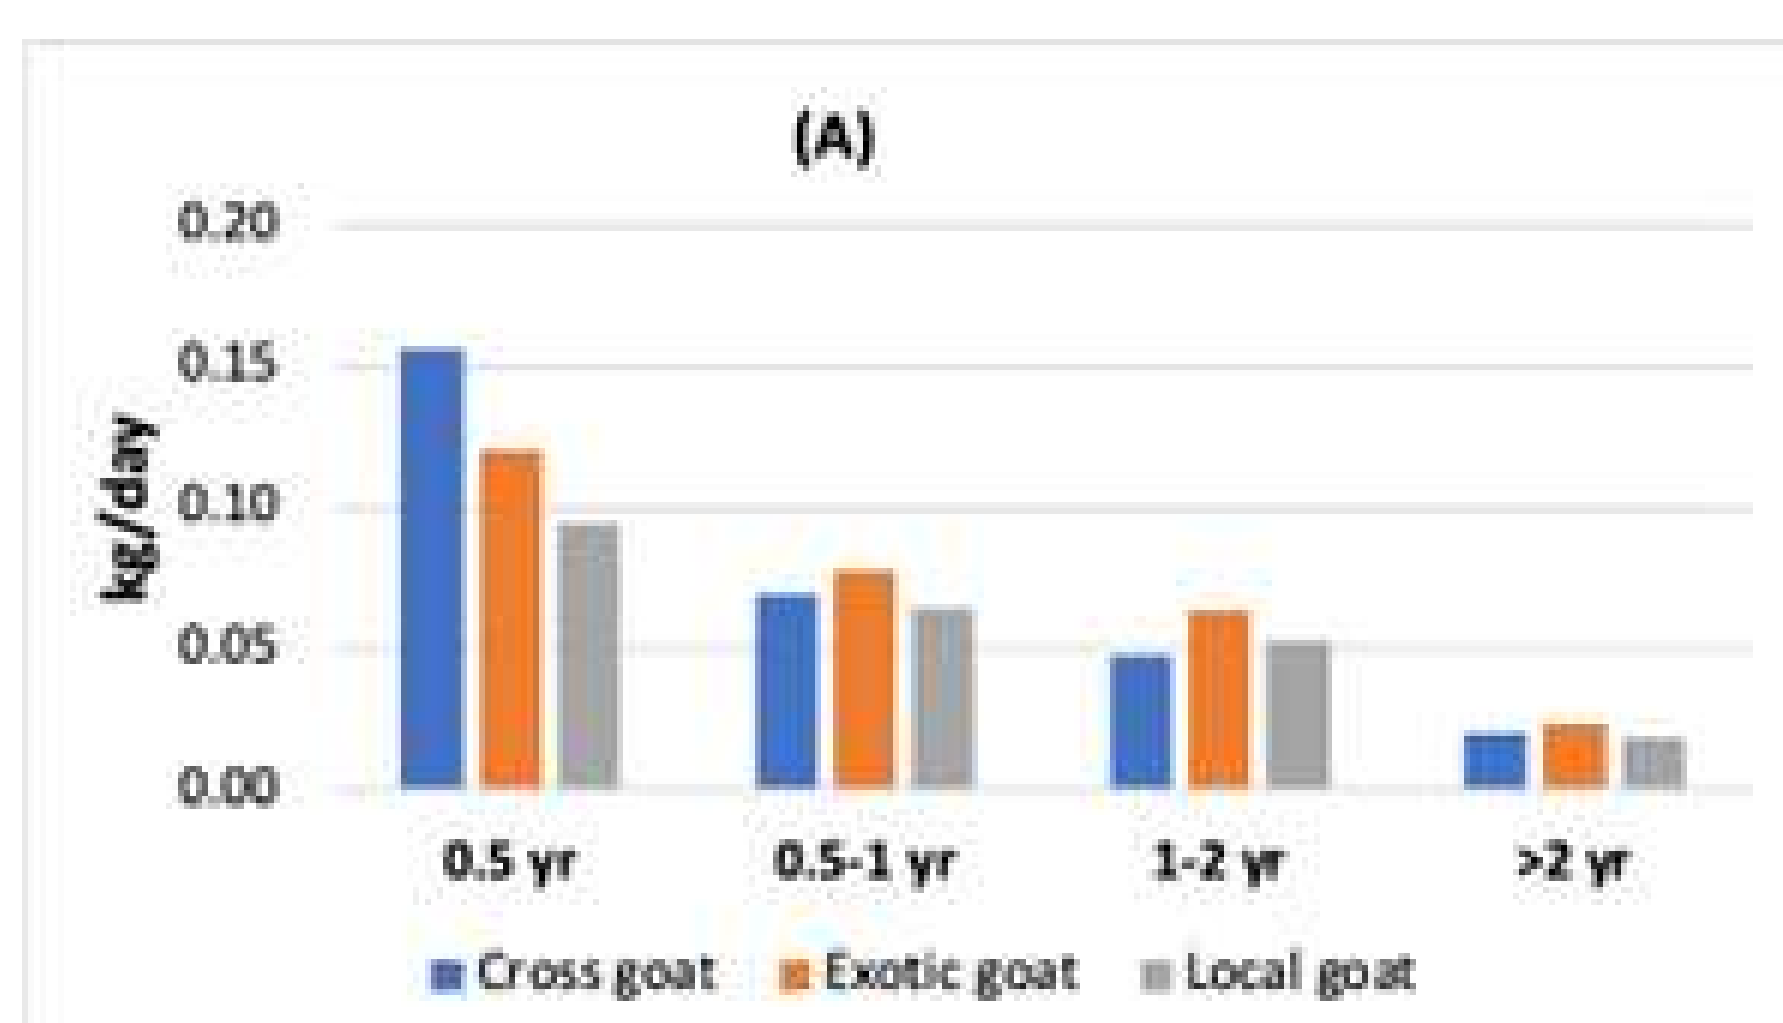 (A)
0.20
0.15
0.10
0.05
0.00
kg/day
0.5 yr 0.5-1 yr 1-2 yr >2 yr
Cross goat Exotic goat Local goat